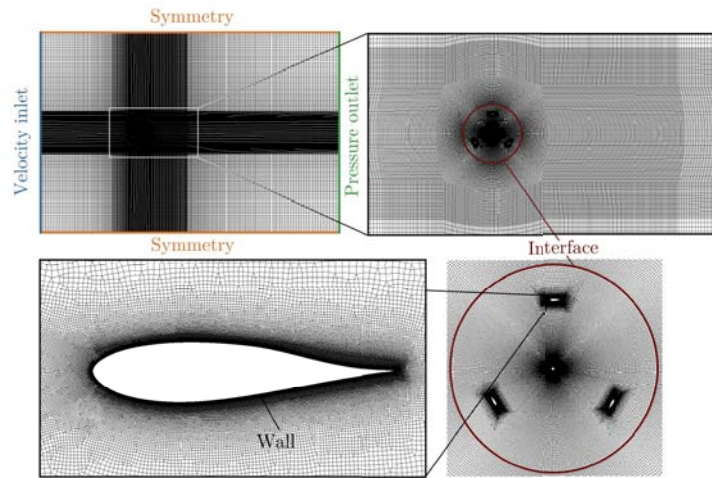 Symmetry
Velocity inlet
Pressure outlet
Symmetry
Interface
Wall